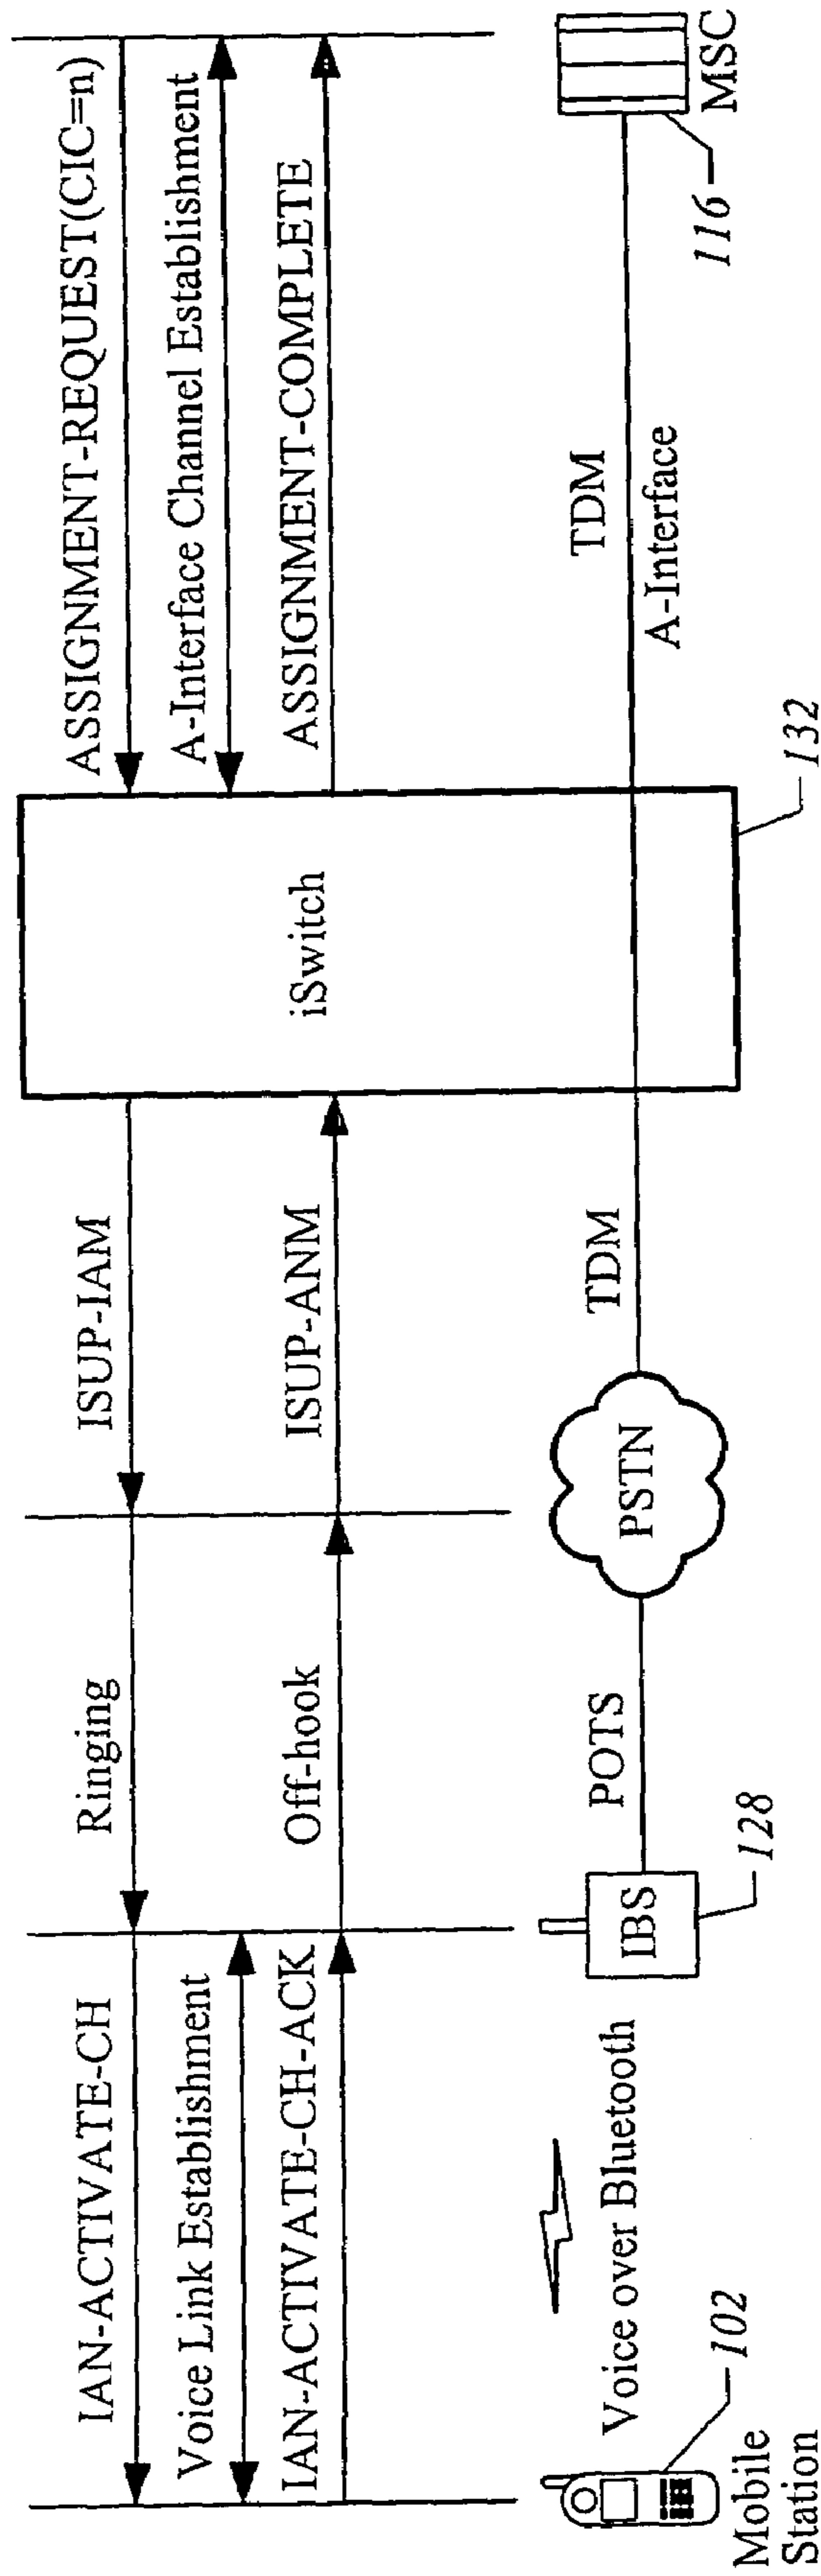 IAN-ACTIVATE-CH
Ringing
ISUP-IAM
ASSIGNMENT-REQUEST(CIC=n)
Voice Link Establishment
A-Interface Channel Establishment
IAN-ACTIVATE-CH-ACK
Off-hook
ISUP-ANM
iSwitch
ASSIGNMENT-COMPLETE
Voice over Bluetooth
IBS
POTS
PSTN
TDM
TDM
A-Interface
MSC
Mobile
Station
102
128
132
116